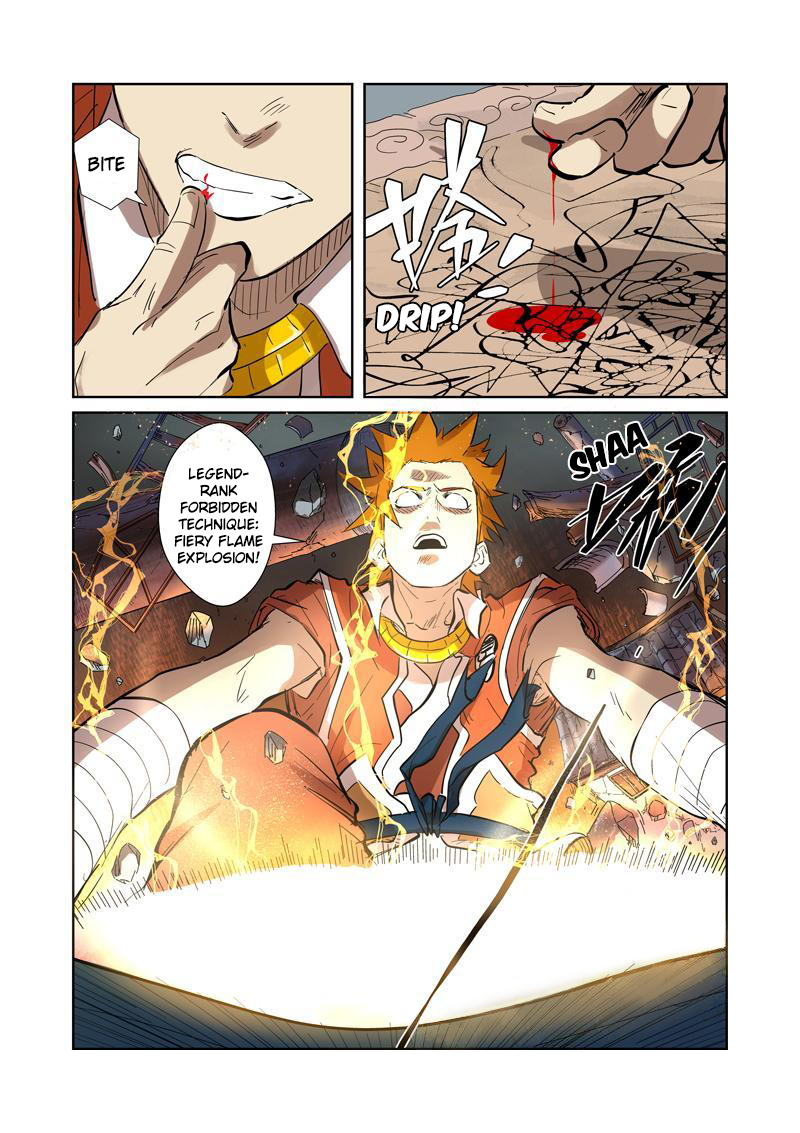 BITE
DRIP!
SHAA
LEGEND-
RANK
FORBIDDEN
TECHNIQUE:
FIERY FLAME
EXPLOSION!